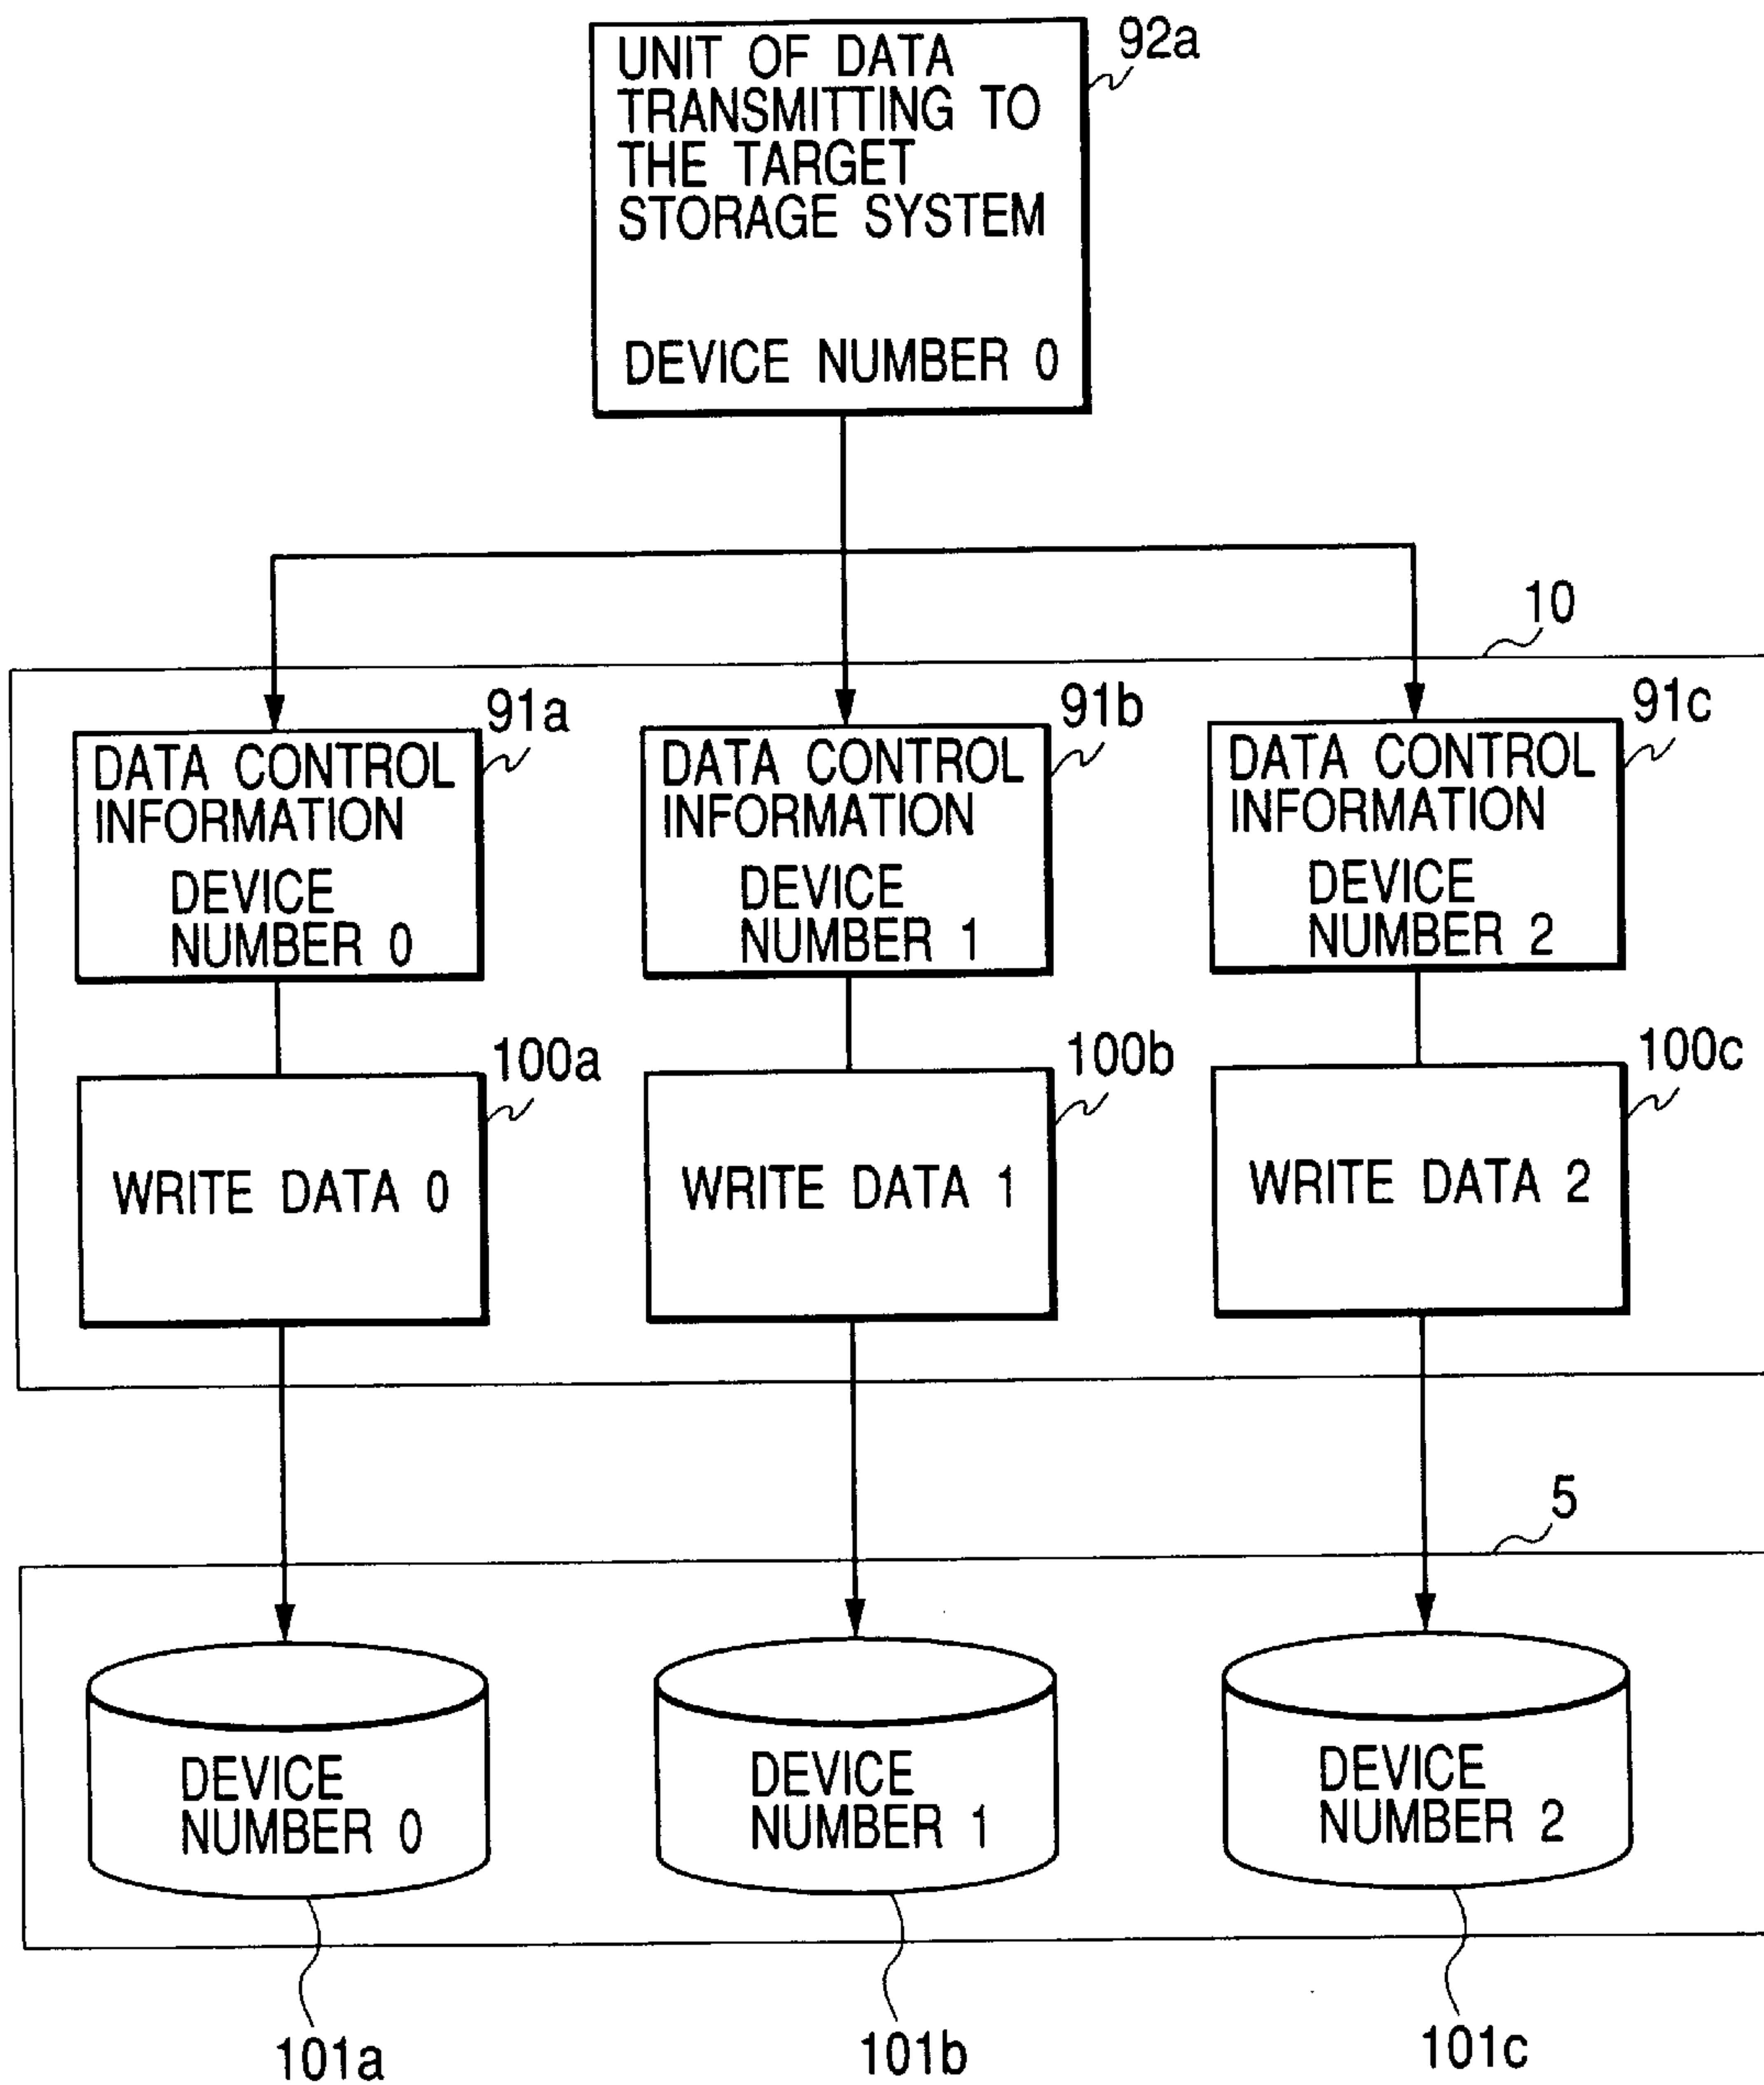 92a
UNIT OF DATA
TRANSMITTING TO
THE TARGET
STORAGE SYSTEM
DEVICE NUMBER 0
10
91a
DATA CONTROL
INFORMATION
DEVICE
NUMBER 0
91b
DATA CONTROL
INFORMATION
DEVICE
NUMBER 1
91c
DATA CONTROL
INFORMATION
DEVICE
NUMBER 2
100a
WRITE DATA 0
100b
WRITE DATA 1
100c
WRITE DATA 2
5
DEVICE
NUMBER 0
DEVICE
NUMBER 1
DEVICE
NUMBER 2
101a
101b
101c